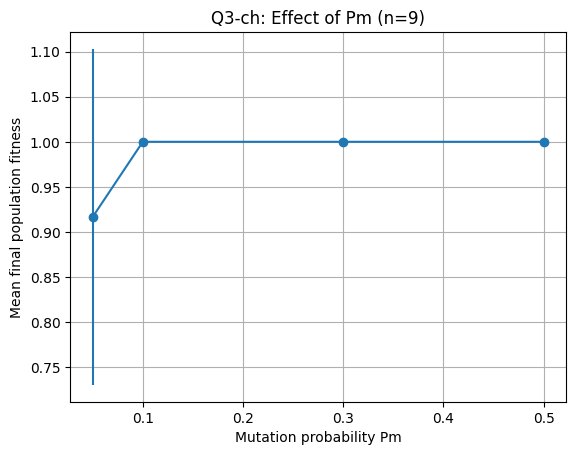 Q3-ch: Effect of Pm (n=9)
Mean final population fitness
1.10
1.05
1.00
0.95
0.90
0.85
0.80
0.75
0.1 0.2 0.3 0.4 0.5
Mutation probability Pm